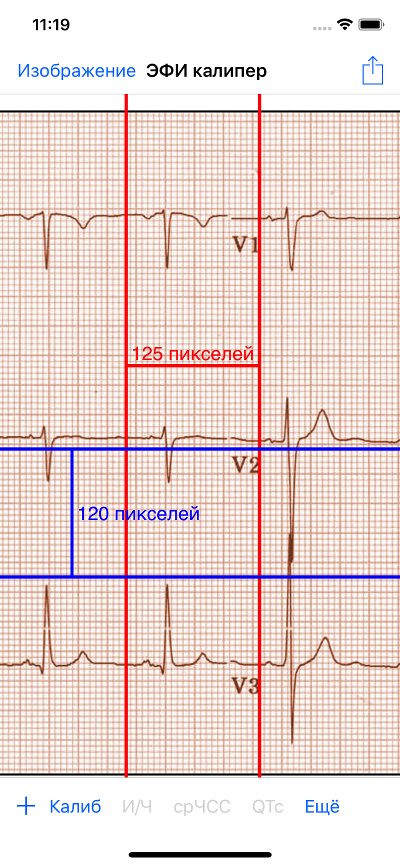 11:19
Изображение ЭФИ калипер
V1
125 пикселей
V2
120 пикселей
V3
+ Калиб И/Ч срЧСС QTc Ещё